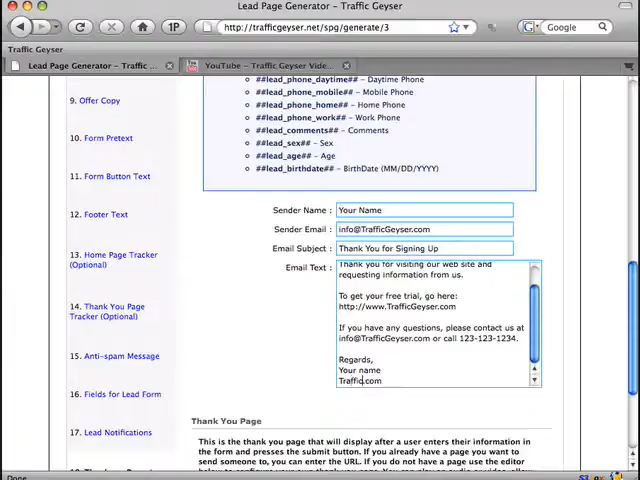 Lead Page Generator – Traffic Geyser
http://trafficgeyser.net/spg/generate/3
1P
Google
Traffic Geyser
Lead Page Generator – Traffic ...
YouTube – Traffic Geyser Vide...
9. Offer Copy
10. Form Pretext
11. Form Button Text
12. Footer Text
13. Home Page Tracker
(Optional)
14. Thank You Page
Tracker (Optional)
15. Anti-spam Message
16. Fields for Lead Form
17. Lead Notifications
##lead_phone_daytime## – Daytime Phone
##lead_phone_mobile## – Mobile Phone
##lead_phone_home## – Home Phone
##lead_phone_work## – Work Phone
##lead_comments## – Comments
##lead_sex## – Sex
##lead_age## – Age
##lead_birthdate## – BirthDate (MM/DD/YYYY)
Sender Name : Your Name
Sender Email : info@TrafficGeyser.com
Email Subject : Thank You for Signing Up
Email Text : Thank you for visiting our web site and
requesting information from us.
To get your free trial, go here:
http://www.TrafficGeyser.com
If you have any questions, please contact us at
info@TrafficGeyser.com or call 123-123-1234.
Regards,
Your name
Traffic.com
Thank You Page
This is the thank you page that will display after a user enters their information
in the form and presses the submit button. If you already have a page you want to
send someone to, you can enter the URL. If you do not have a page use the editor
Done